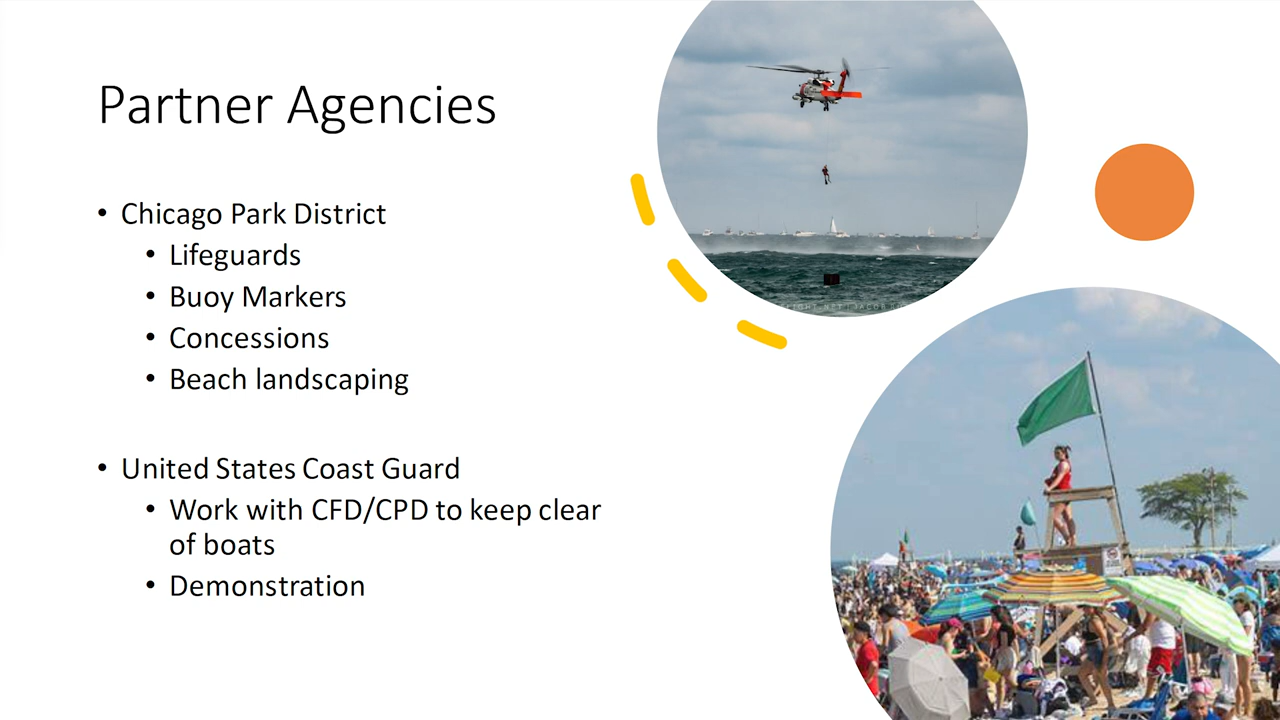 Partner Agencies
• Chicago Park District
• Lifeguards
• Buoy Markers
• Concessions
• Beach landscaping
• United States Coast Guard
• Work with CFD/CPD to keep clear
of boats
• Demonstration